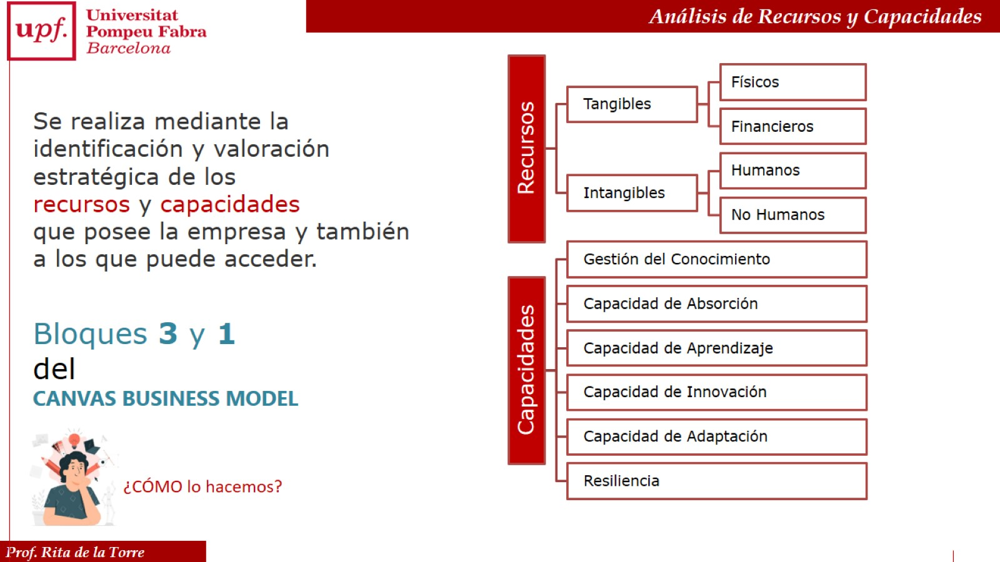 upf.
Universitat
Pompeu Fabra
Barcelona
Análisis de Recursos y Capacidades
Se realiza mediante la
identificación y valoración
estratégica de los
recursos y capacidades
que posee la empresa y también
a los que puede acceder.
Bloques 3 y 1
del
CANVAS BUSINESS MODEL
¿CÓMO lo hacemos?
Recursos
Tangibles
Físicos
Financieros
Intangibles
Humanos
No Humanos
Capacidades
Gestión del Conocimiento
Capacidad de Absorción
Capacidad de Aprendizaje
Capacidad de Innovación
Capacidad de Adaptación
Resiliencia
Prof. Rita de la Torre